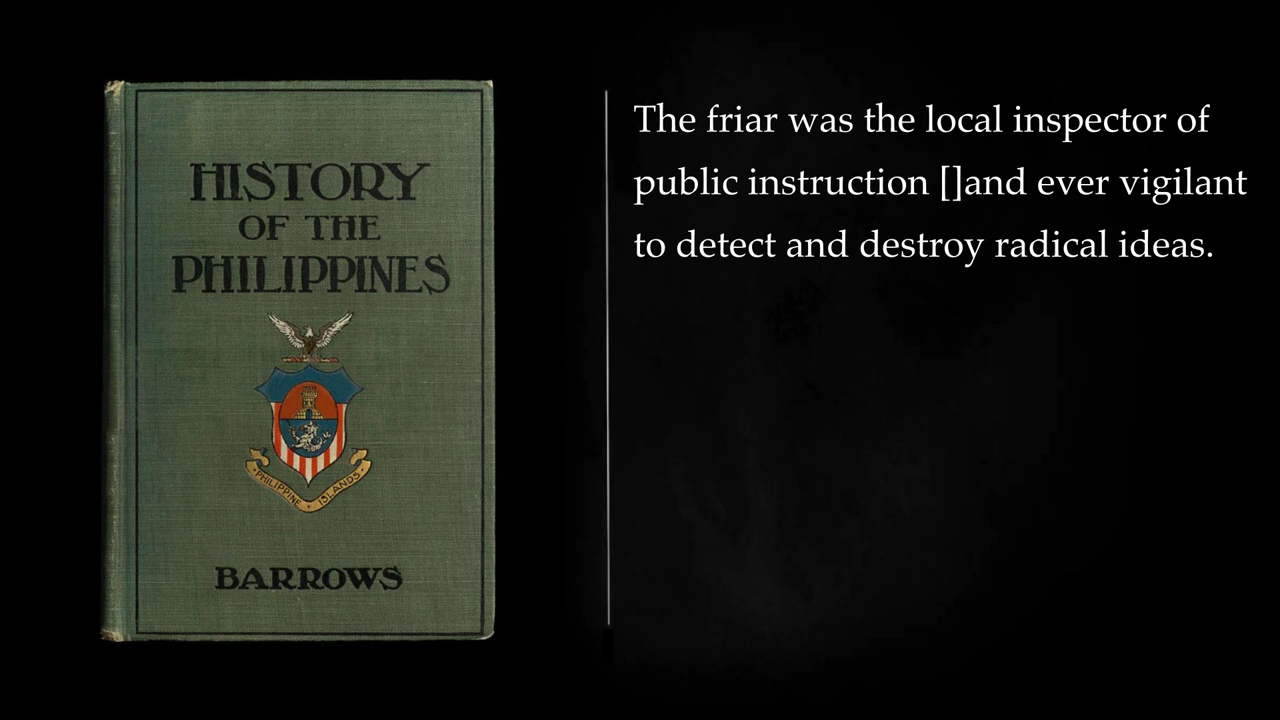 HISTORY
OF THE
PHILIPPINES
PHILIPPINE ISLANDS
BARROWS
The friar was the local inspector of
public instruction []and ever vigilant
to detect and destroy radical ideas.